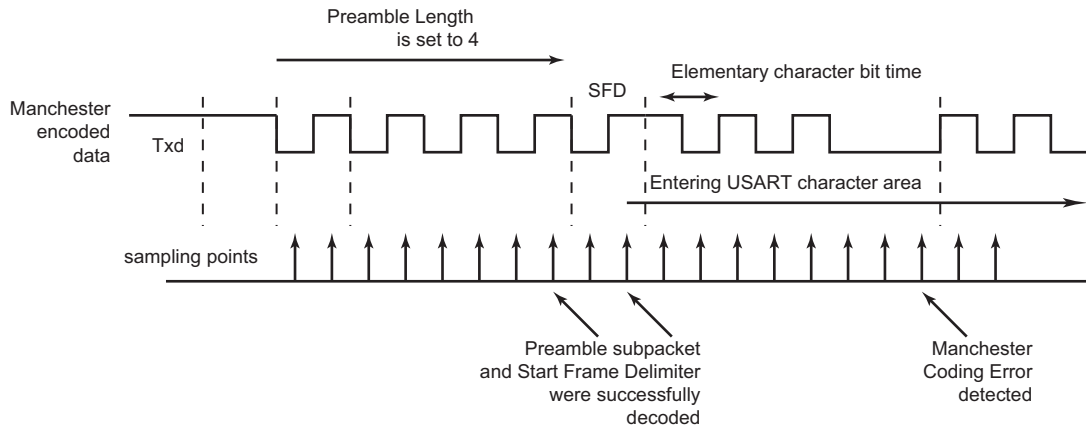 Preamble Length
is set to 4
Elementary character bit time
SFD
Manchester
encoded
data
Txd
Entering USART character area
sampling points
Preamble subpacket
and Start Frame Delimiter
were successfully
decoded
Manchester
Coding Error
detected